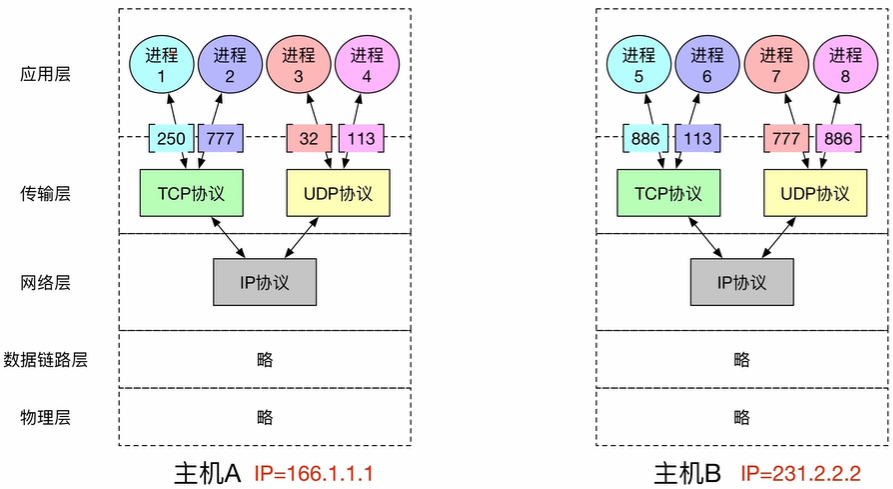 应用层
进程 1 进程 2 进程 3 进程 4
进程 5 进程 6 进程 7 进程 8
250 777 32 113
886 113 777 886
传输层
TCP协议 UDP协议
TCP协议 UDP协议
网络层
IP协议
IP协议
数据链路层
略
略
物理层
略
略
主机A IP=166.1.1.1
主机B IP=231.2.2.2